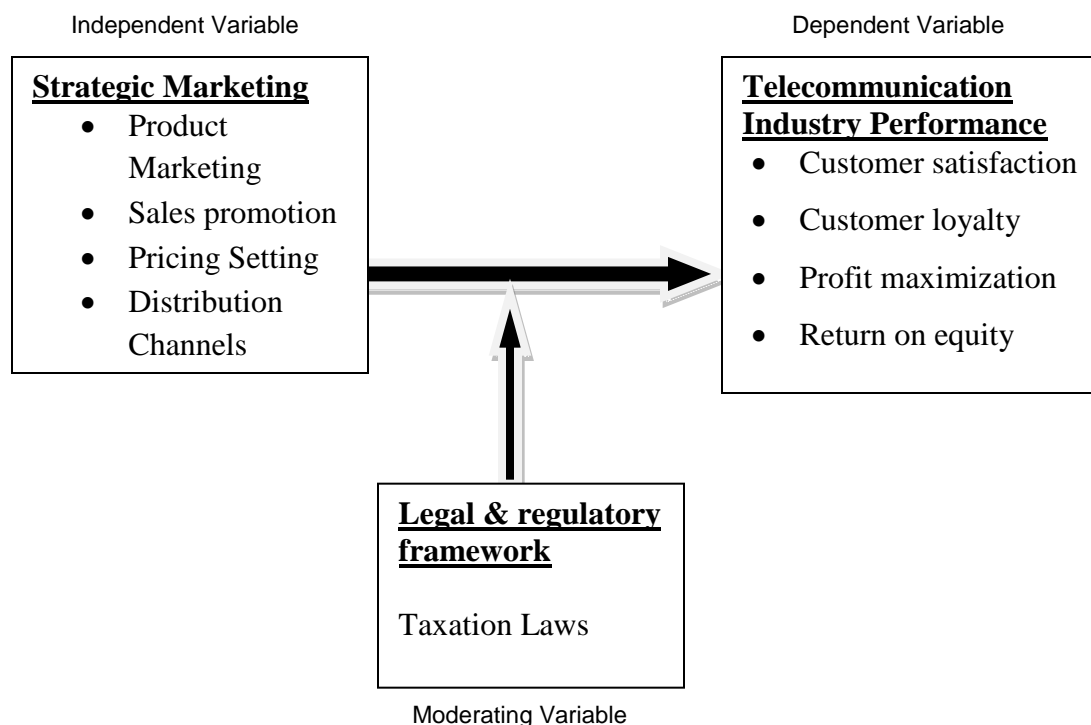 Independent Variable
Dependent Variable
Strategic Marketing
• Product
Marketing
• Sales promotion
• Pricing Setting
• Distribution
Channels
Telecommunication
Industry Performance
• Customer satisfaction
• Customer loyalty
• Profit maximization
• Return on equity
Legal & regulatory
framework
Taxation Laws
Moderating Variable